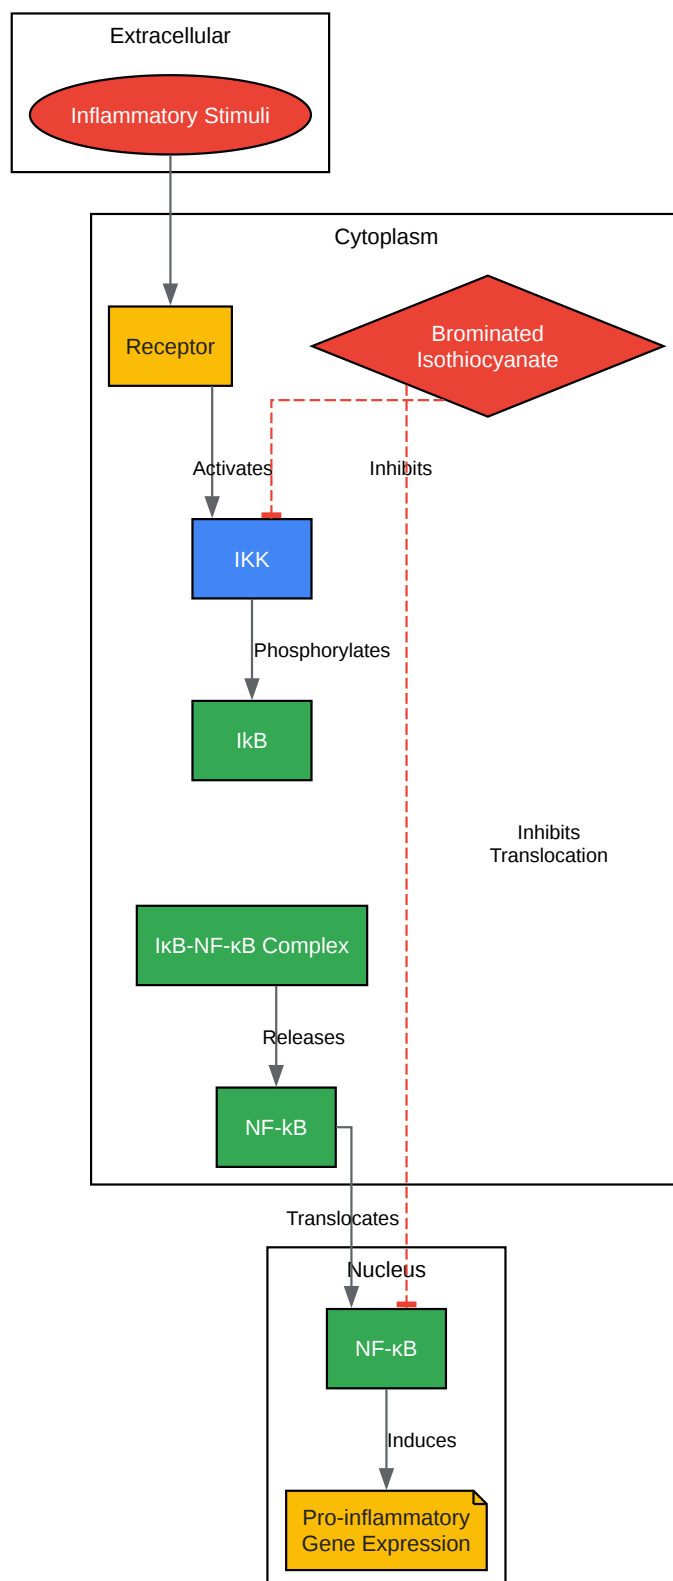 Extracellular
Inflammatory Stimuli
Cytoplasm
Receptor
Brominated
Isothiocyanate
Activates
Inhibits
IKK
Phosphorylates
IkB
Inhibits
Translocation
IκB-NF-κB Complex
Releases
NF-kB
Translocates
Nucleus
NF-κB
Induces
Pro-inflammatory
Gene Expression